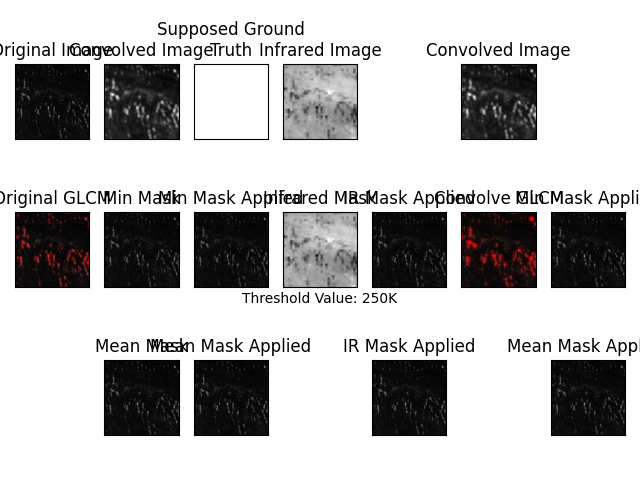 Supposed Ground
Original Image Convolved Image Truth Infrared Image Convolved Image
Original GLCM Min Mask Min Mask Applied Infrared Mask IR Mask Applied Convolve GLCM Min Mask Appli
Threshold Value: 250K
Mean Mask Mean Mask Applied IR Mask Applied Mean Mask Appl